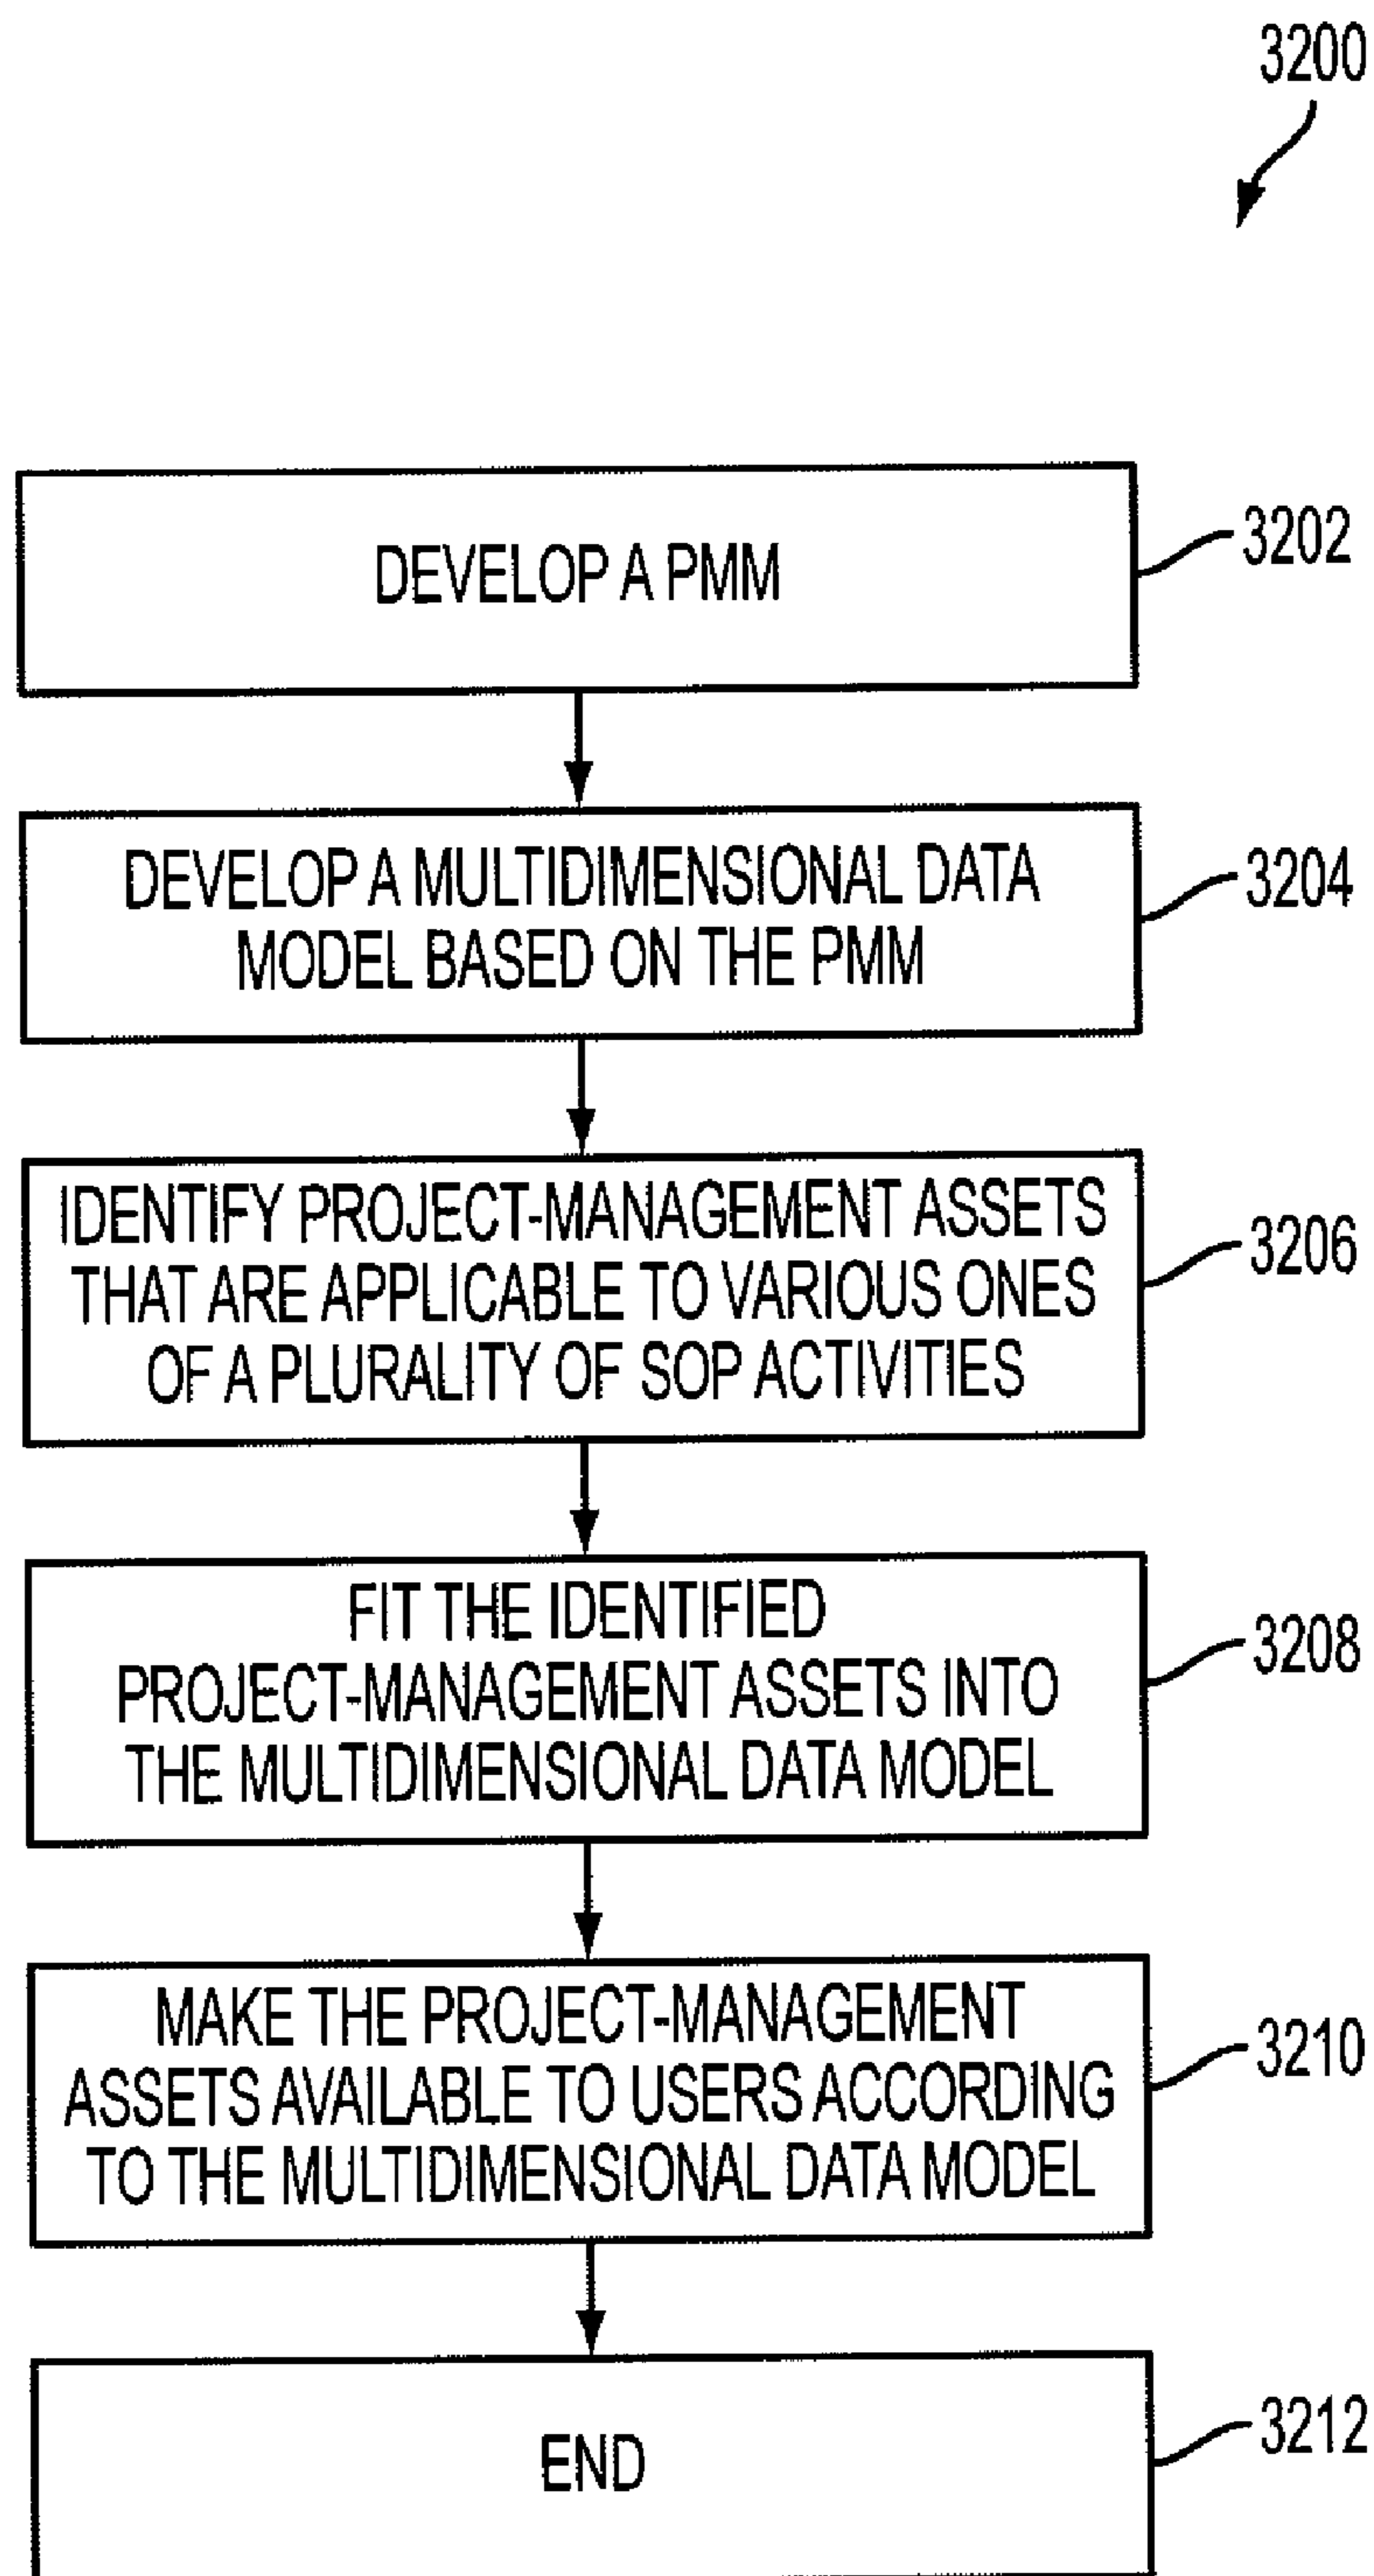 3200
DEVELOP A PMM
3202
DEVELOP A MULTIDIMENSIONAL DATA
MODEL BASED ON THE PMM
3204
IDENTIFY PROJECT-MANAGEMENT ASSETS
THAT ARE APPLICABLE TO VARIOUS ONES
OF A PLURALITY OF SOP ACTIVITIES
3206
FIT THE IDENTIFIED
PROJECT-MANAGEMENT ASSETS INTO
THE MULTIDIMENSIONAL DATA MODEL
3208
MAKE THE PROJECT-MANAGEMENT
ASSETS AVAILABLE TO USERS ACCORDING
TO THE MULTIDIMENSIONAL DATA MODEL
3210
END
3212